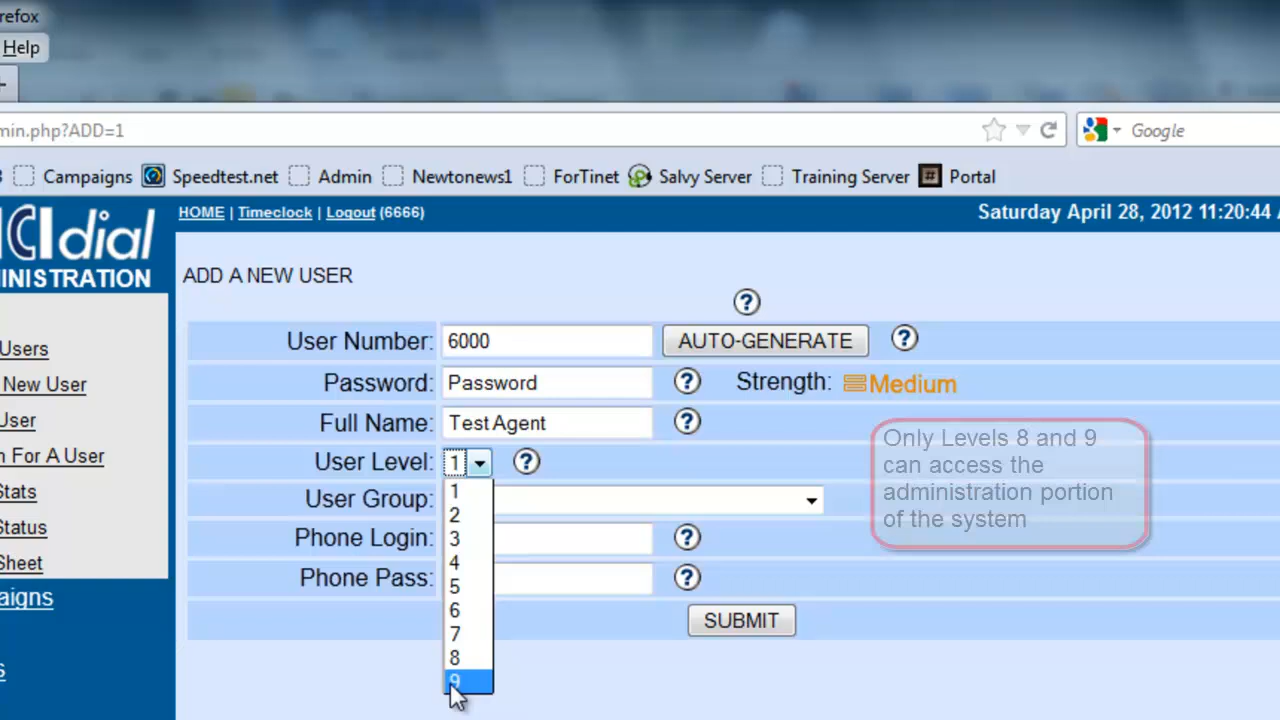 refox
Help
min.php?ADD=1
Google
Campaigns Speedtest.net Admin Newtonews1 ForTinet Salvy Server Training Server Portal
CIdial
INISTRATION
HOME | Timeclock | Logout (6666)
Saturday April 28, 2012 11:20:44
ADD A NEW USER
Users
New User
User
n For A User
Stats
Status
Sheet
aigns
s
User Number: 6000 AUTO-GENERATE
Password: Password Strength: Medium
Full Name: Test Agent
User Level: 1
1
2
3
4
5
6
7
8
9
User Group:
Phone Login:
Phone Pass:
SUBMIT
Only Levels 8 and 9
can access the
administration portion
of the system